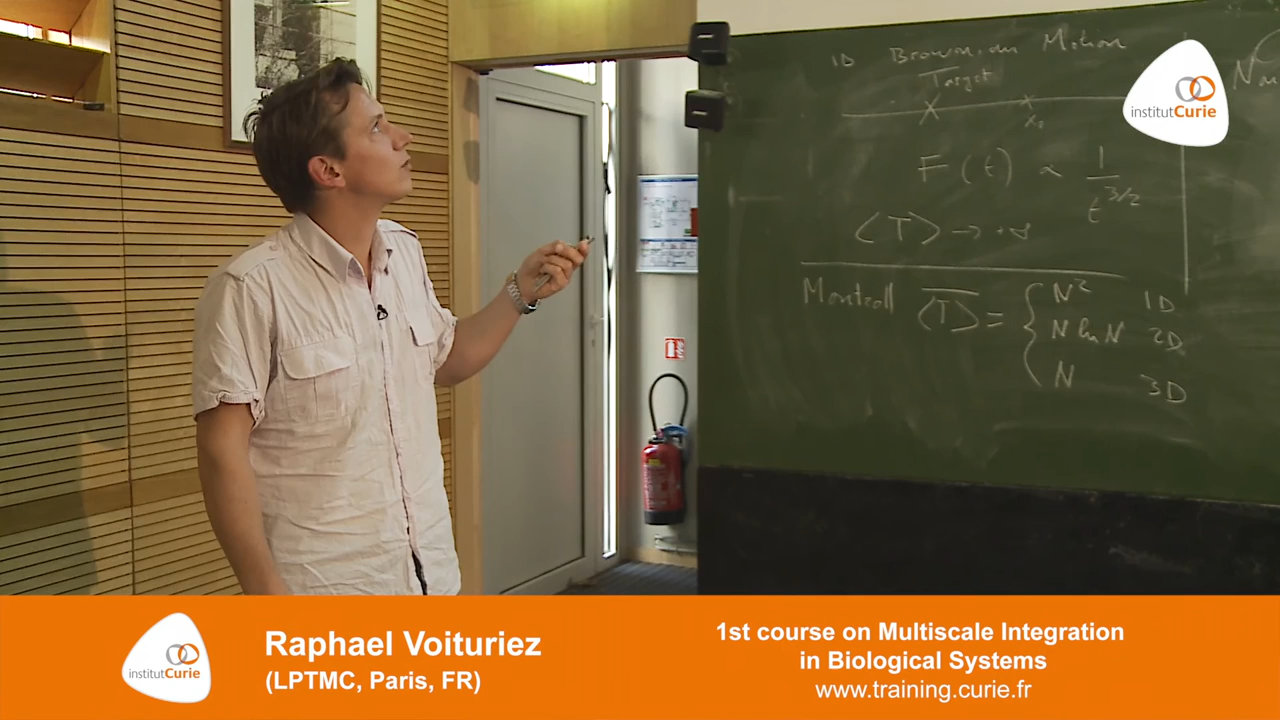 1D Brownian Motion
Target
x₀
F(t) ∝ 1/t^{3/2}
⟨T⟩ → +∞
Montroll \overline{⟨T⟩} = { N² 1D
N ln N 2D
N 3D
institutCurie
institutCurie
Raphael Voituriez
(LPTMC, Paris, FR)
1st course on Multiscale Integration
in Biological Systems
www.training.curie.fr